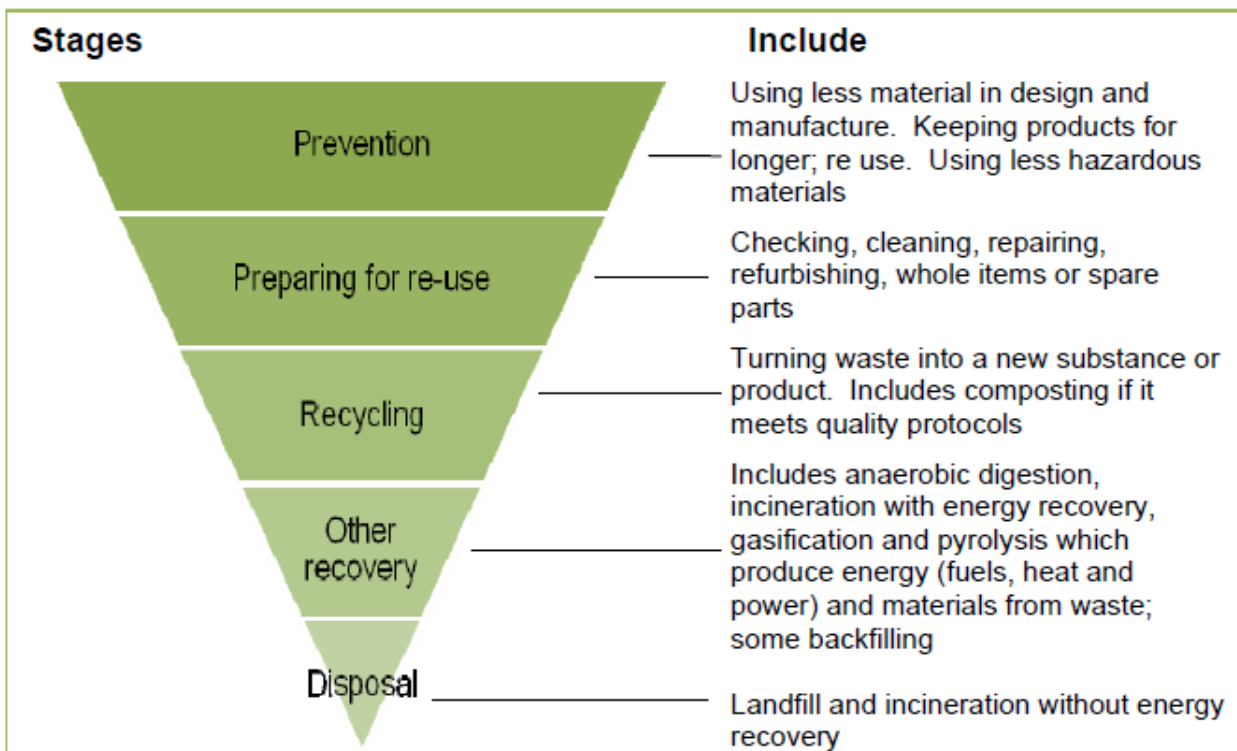 Stages
Include
Prevention
Using less material in design and
manufacture.  Keeping products for
longer; re use.  Using less hazardous
materials
Preparing for re-use
Checking, cleaning, repairing,
refurbishing, whole items or spare
parts
Recycling
Turning waste into a new substance or
product.  Includes composting if it
meets quality protocols
Other
recovery
Includes anaerobic digestion,
incineration with energy recovery,
gasification and pyrolysis which
produce energy (fuels, heat and
power) and materials from waste;
some backfilling
Disposal
Landfill and incineration without energy
recovery